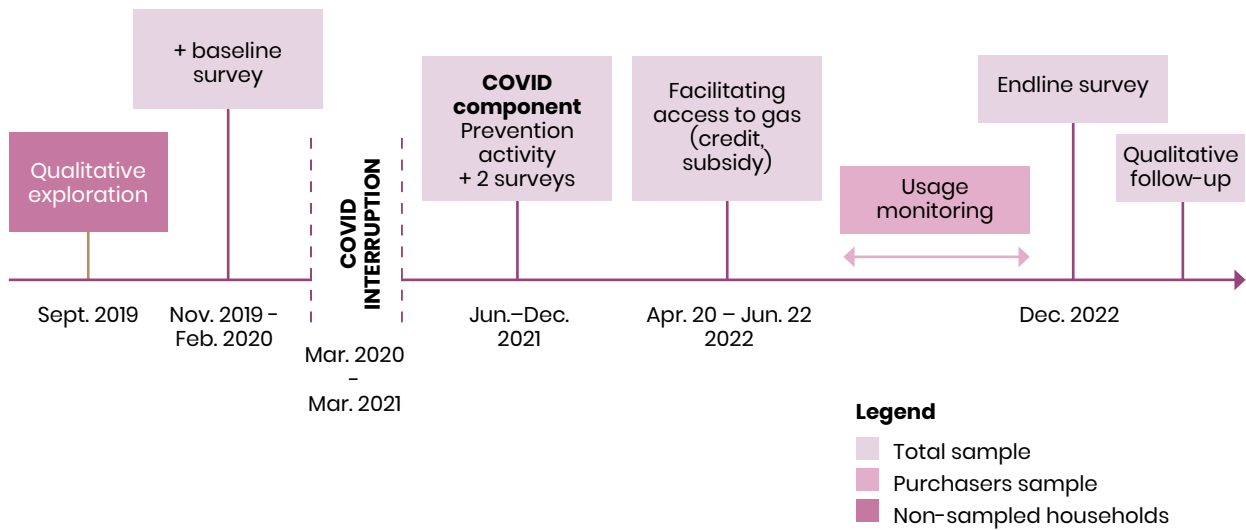 Qualitative
exploration
+ baseline
survey
COVID
INTERRUPTION
COVID
component
Prevention
activity
+ 2 surveys
Facilitating
access to gas
(credit,
subsidy)
Usage
monitoring
Endline survey
Qualitative
follow-up
Sept. 2019
Nov. 2019 -
Feb. 2020
Mar. 2020
-
Mar. 2021
Jun.–Dec.
2021
Apr. 20 – Jun. 22
2022
Dec. 2022
Legend
Total sample
Purchasers sample
Non-sampled households